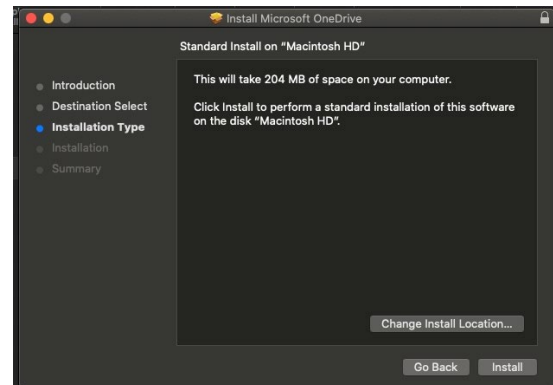 Install Microsoft OneDrive
Standard Install on “Macintosh HD”
Introduction
Destination Select
Installation Type
Installation
Summary
This will take 204 MB of space on your computer.
Click Install to perform a standard installation of this software
on the disk “Macintosh HD”.
Change Install Location...
Go Back
Install